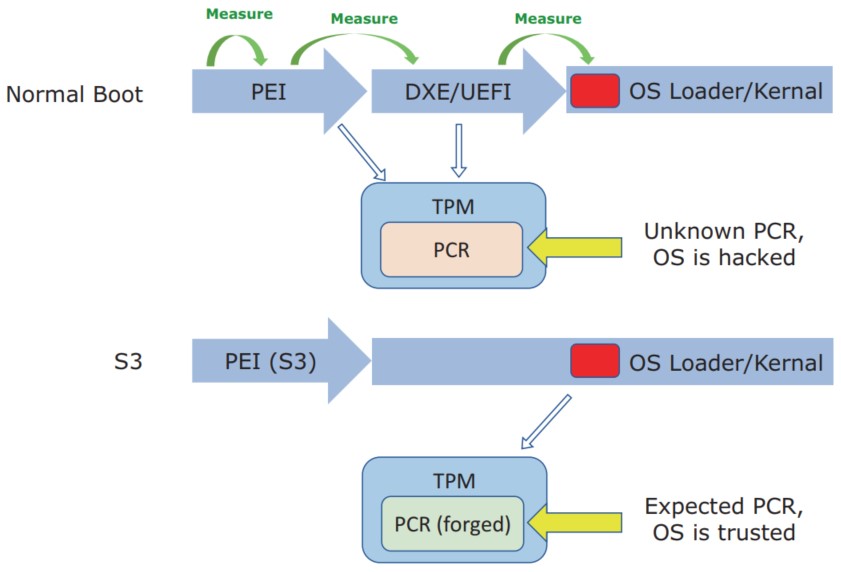 Measure
Measure
Measure
Normal Boot
PEI
DXE/UEFI
OS Loader/Kernal
TPM
PCR
Unknown PCR,
OS is hacked
S3
PEI (S3)
OS Loader/Kernal
TPM
PCR (forged)
Expected PCR,
OS is trusted